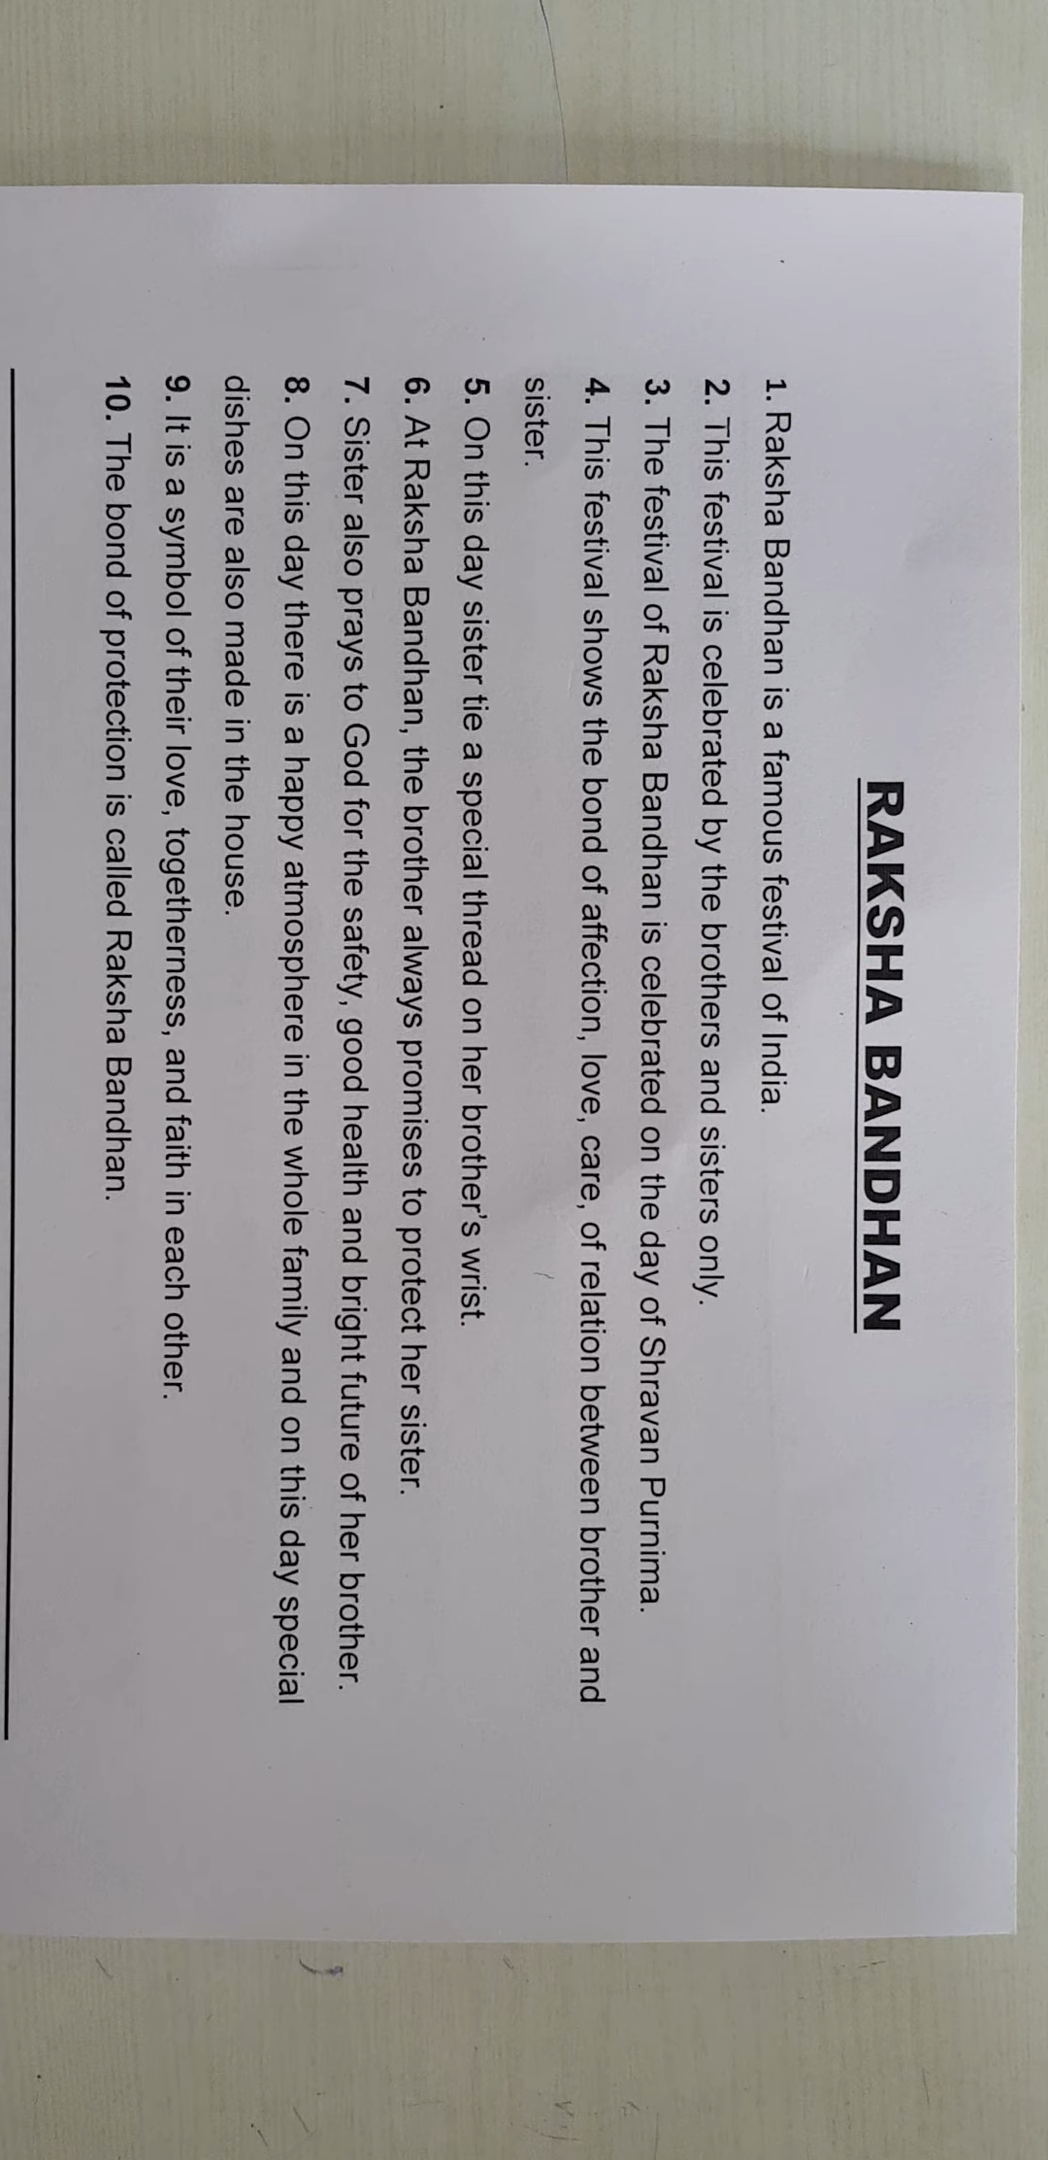 RAKSHA BANDHAN
1. Raksha Bandhan is a famous festival of India.
2. This festival is celebrated by the brothers and sisters only.
3. The festival of Raksha Bandhan is celebrated on the day of Shravan Purnima.
4. This festival shows the bond of affection, love, care, of relation between brother and
sister.
5. On this day sister tie a special thread on her brother's wrist.
6. At Raksha Bandhan, the brother always promises to protect her sister.
7. Sister also prays to God for the safety, good health and bright future of her brother.
8. On this day there is a happy atmosphere in the whole family and on this day special
dishes are also made in the house.
9. It is a symbol of their love, togetherness, and faith in each other.
10. The bond of protection is called Raksha Bandhan.